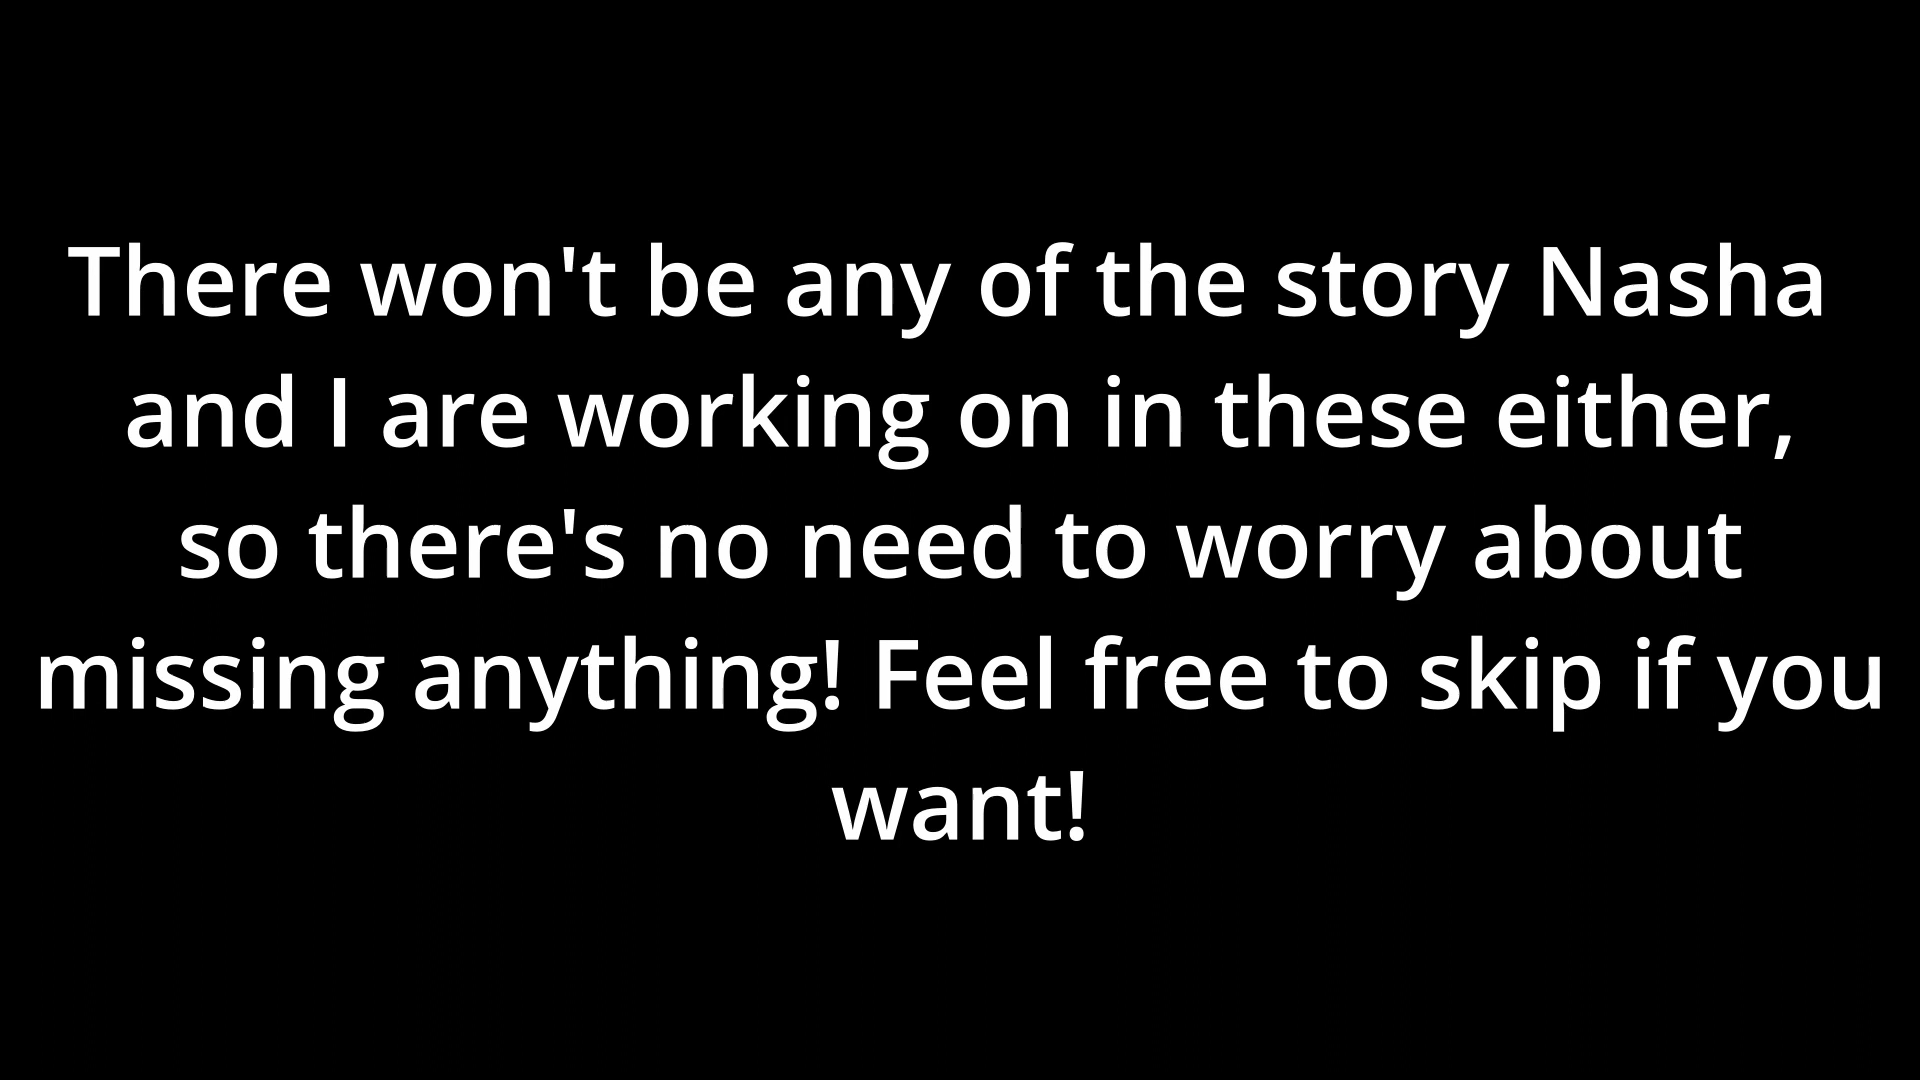 There won't be any of the story Nasha
and I are working on in these either,
so there's no need to worry about
missing anything! Feel free to skip if you
want!